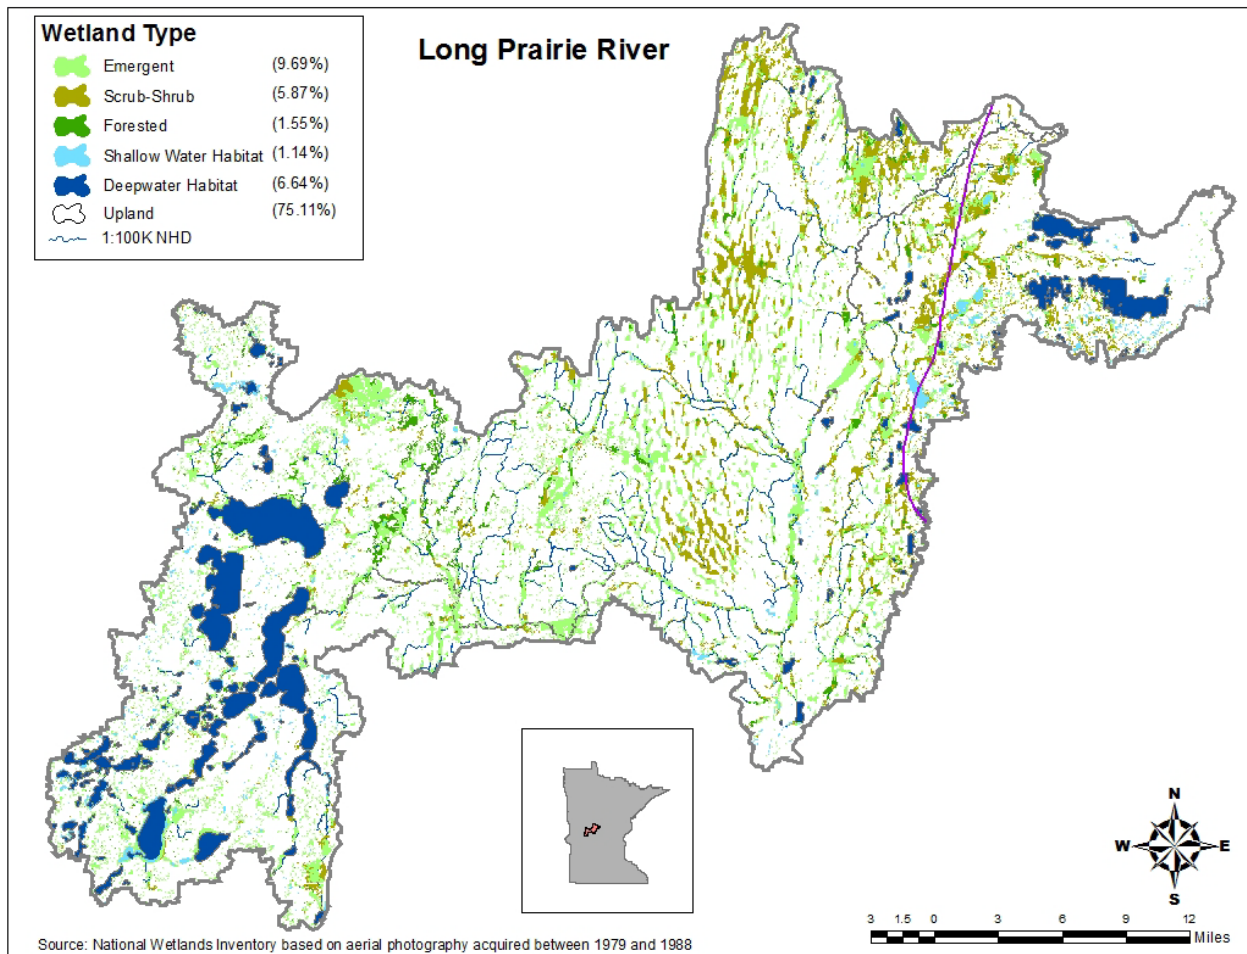 Wetland Type
Emergent (9.69%)
Scrub-Shrub (5.87%)
Forested (1.55%)
Shallow Water Habitat (1.14%)
Deepwater Habitat (6.64%)
Upland (75.11%)
1:100K NHD
Long Prairie River
N
W E
S
3 1.5 0 3 6 9 12
Miles
Source: National Wetlands Inventory based on aerial photography acquired between 1979 and 1988